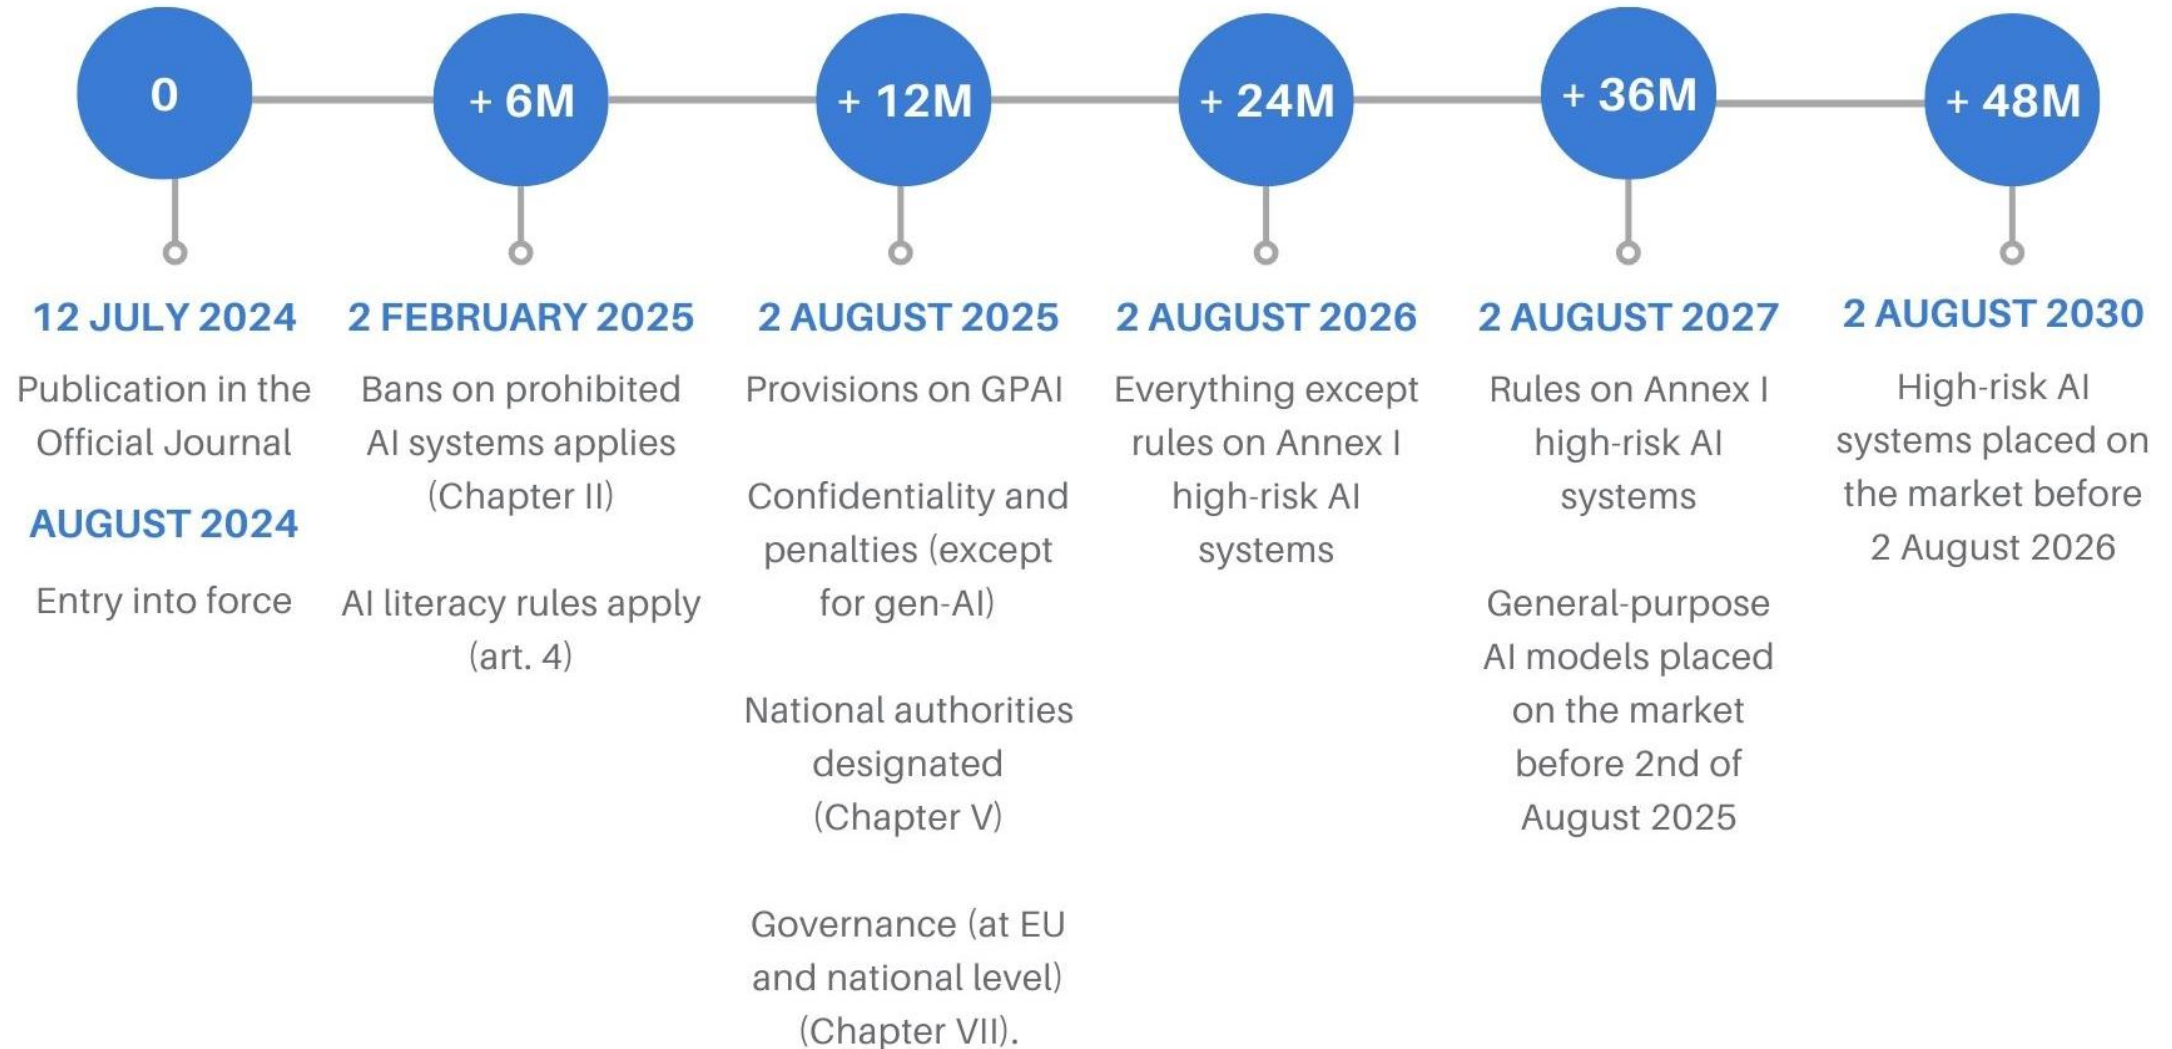 0
+ 6M
+ 12M
+ 24M
+ 36M
+ 48M
12 JULY 2024
Publication in the
Official Journal
AUGUST 2024
Entry into force
2 FEBRUARY 2025
Bans on prohibited
AI systems applies
(Chapter II)
AI literacy rules apply
(art. 4)
2 AUGUST 2025
Provisions on GPAI
Confidentiality and
penalties (except
for gen-AI)
National authorities
designated
(Chapter V)
Governance (at EU
and national level)
(Chapter VII).
2 AUGUST 2026
Everything except
rules on Annex I
high-risk AI
systems
2 AUGUST 2027
Rules on Annex I
high-risk AI
systems
General-purpose
AI models placed
on the market
before 2nd of
August 2025
2 AUGUST 2030
High-risk AI
systems placed on
the market before
2 August 2026